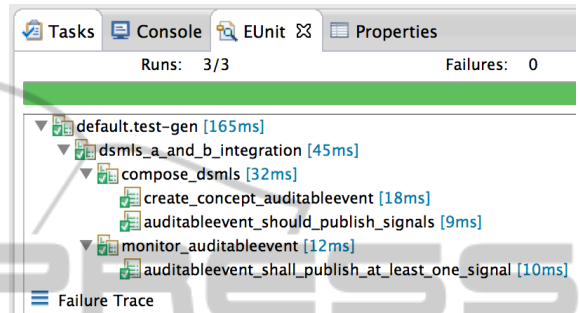 Tasks Console EUnit Properties
Runs: 3/3 Failures: 0
default.test-gen [165ms]
dsmls_a_and_b_integration [45ms]
compose_dsmls [32ms]
create_concept_auditableevent [18ms]
auditableevent_should_publish_signals [9ms]
monitor_auditableevent [12ms]
auditableevent_shall_publish_at_least_one_signal [10ms]
Failure Trace
PRESS